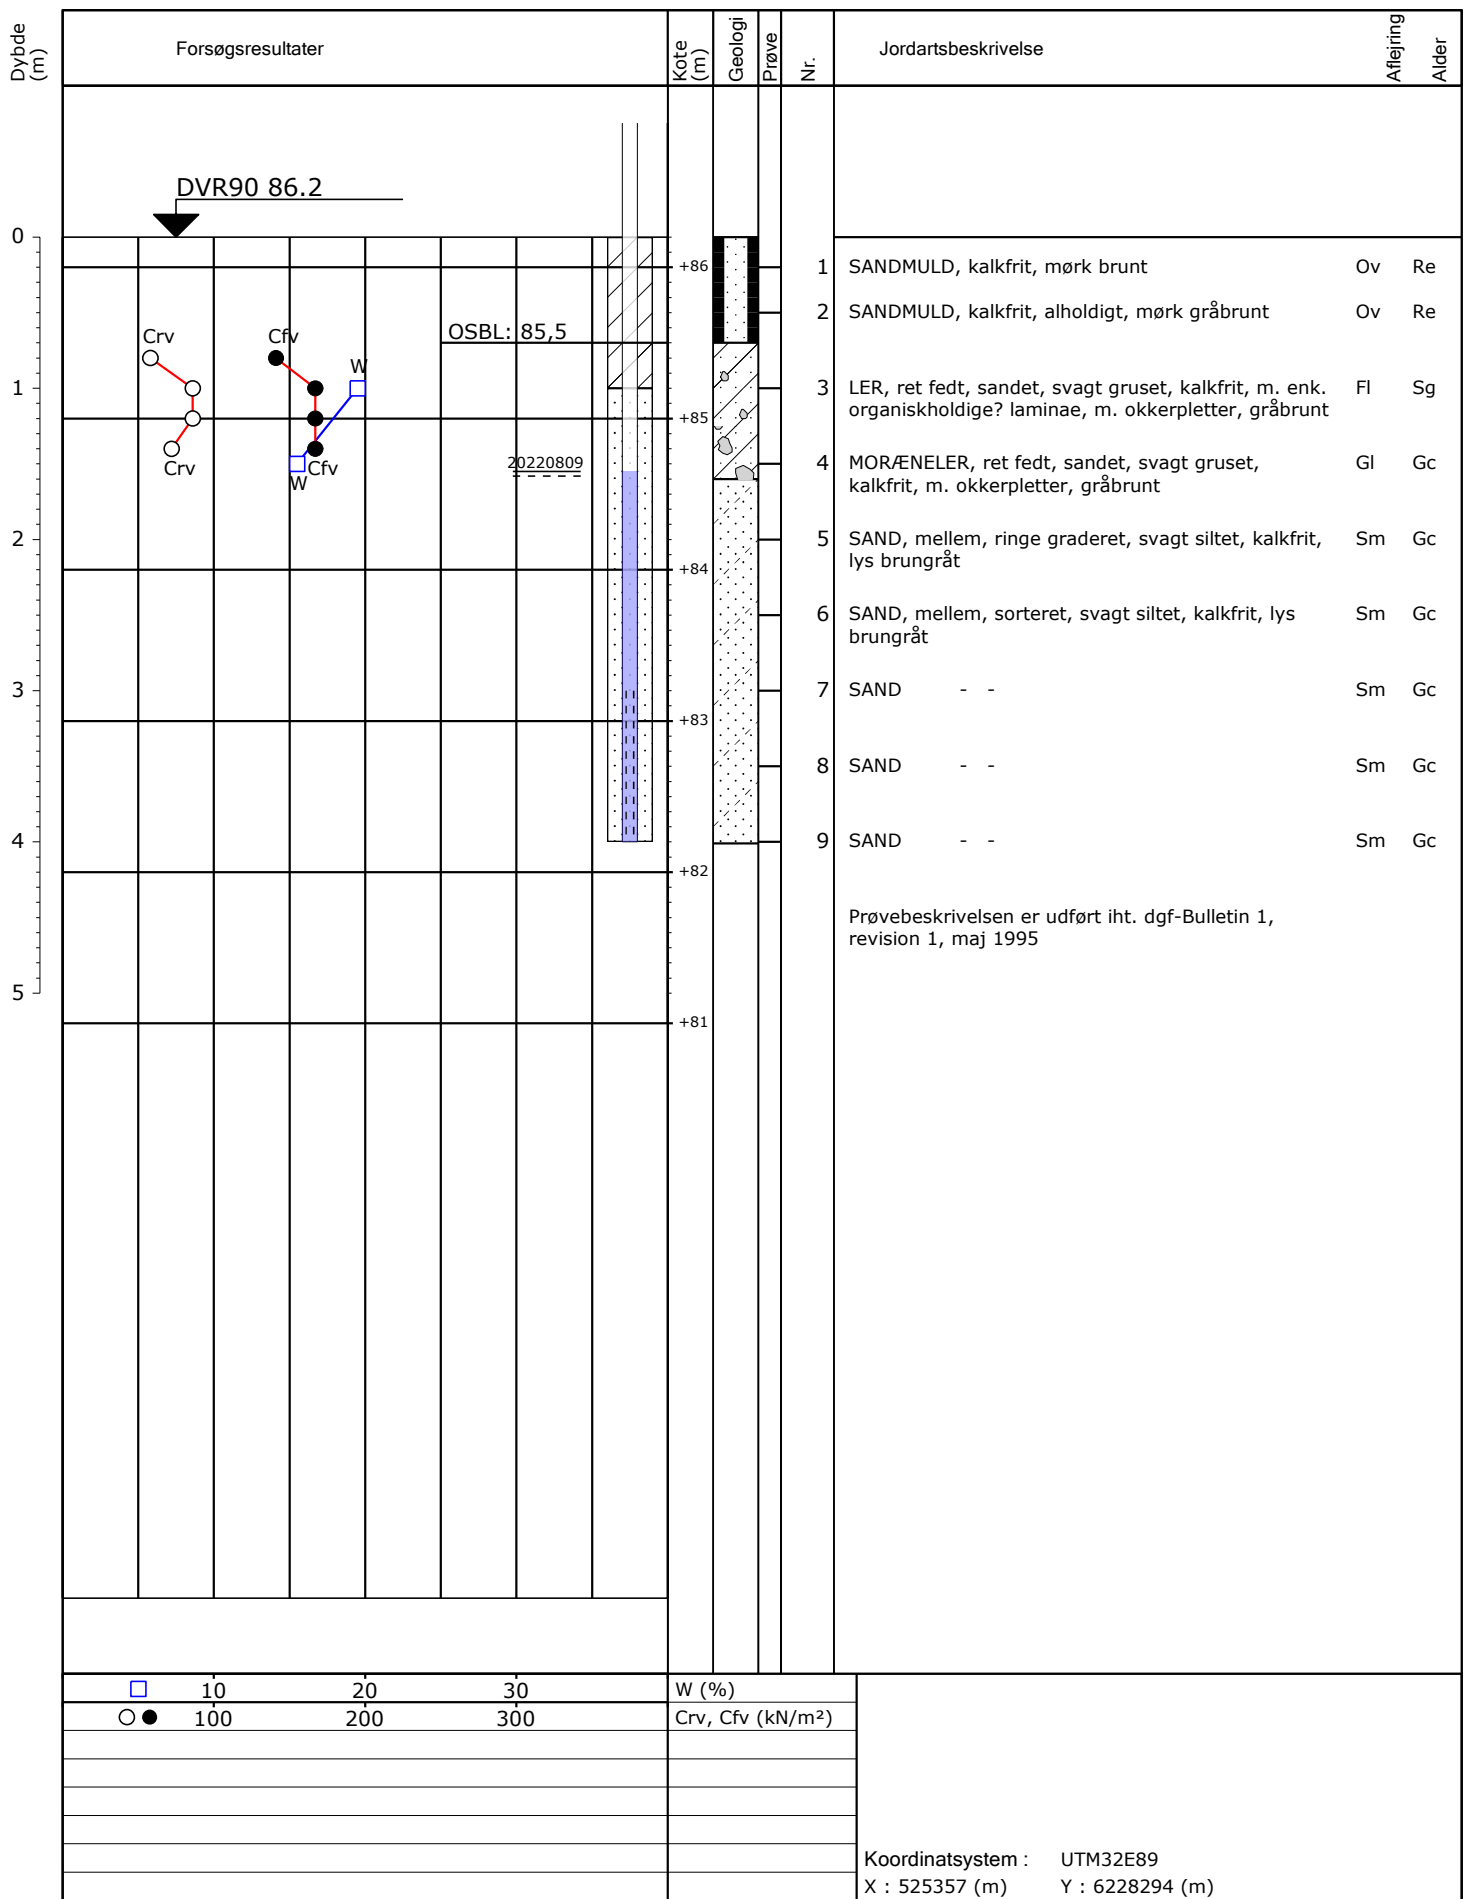 Dybde (m)
Forsøgsresultater
Kote (m)
Geologi
Prøve
Nr.
Jordartsbeskrivelse
Aflejring
Alder
DVR90 86.2
0
+86
1 SANDMULD, kalkfrit, mørk brunt Ov Re
2 SANDMULD, kalkfrit, alholdigt, mørk gråbrunt Ov Re
OSBL: 85,5
Crv
Cfv
W
1
3 LER, ret fedt, sandet, svagt gruset, kalkfrit, m. enk. Fl Sg
organiskholdige? laminae, m. okkerpletter, gråbrunt
+85
Crv
W
Cfv
20220809
4 MORÆNELER, ret fedt, sandet, svagt gruset, Gl Gc
kalkfrit, m. okkerpletter, gråbrunt
2
5 SAND, mellem, ringe graderet, svagt siltet, kalkfrit, Sm Gc
lys brungråt
+84
6 SAND, mellem, sorteret, svagt siltet, kalkfrit, lys Sm Gc
brungråt
3
7 SAND - - Sm Gc
+83
8 SAND - - Sm Gc
4
9 SAND - - Sm Gc
+82
Prøvebeskrivelsen er udført iht. dgf-Bulletin 1,
revision 1, maj 1995
5
+81
10 20 30 W (%)
100 200 300 Crv, Cfv (kN/m²)
Koordinatsystem : UTM32E89
X : 525357 (m) Y : 6228294 (m)